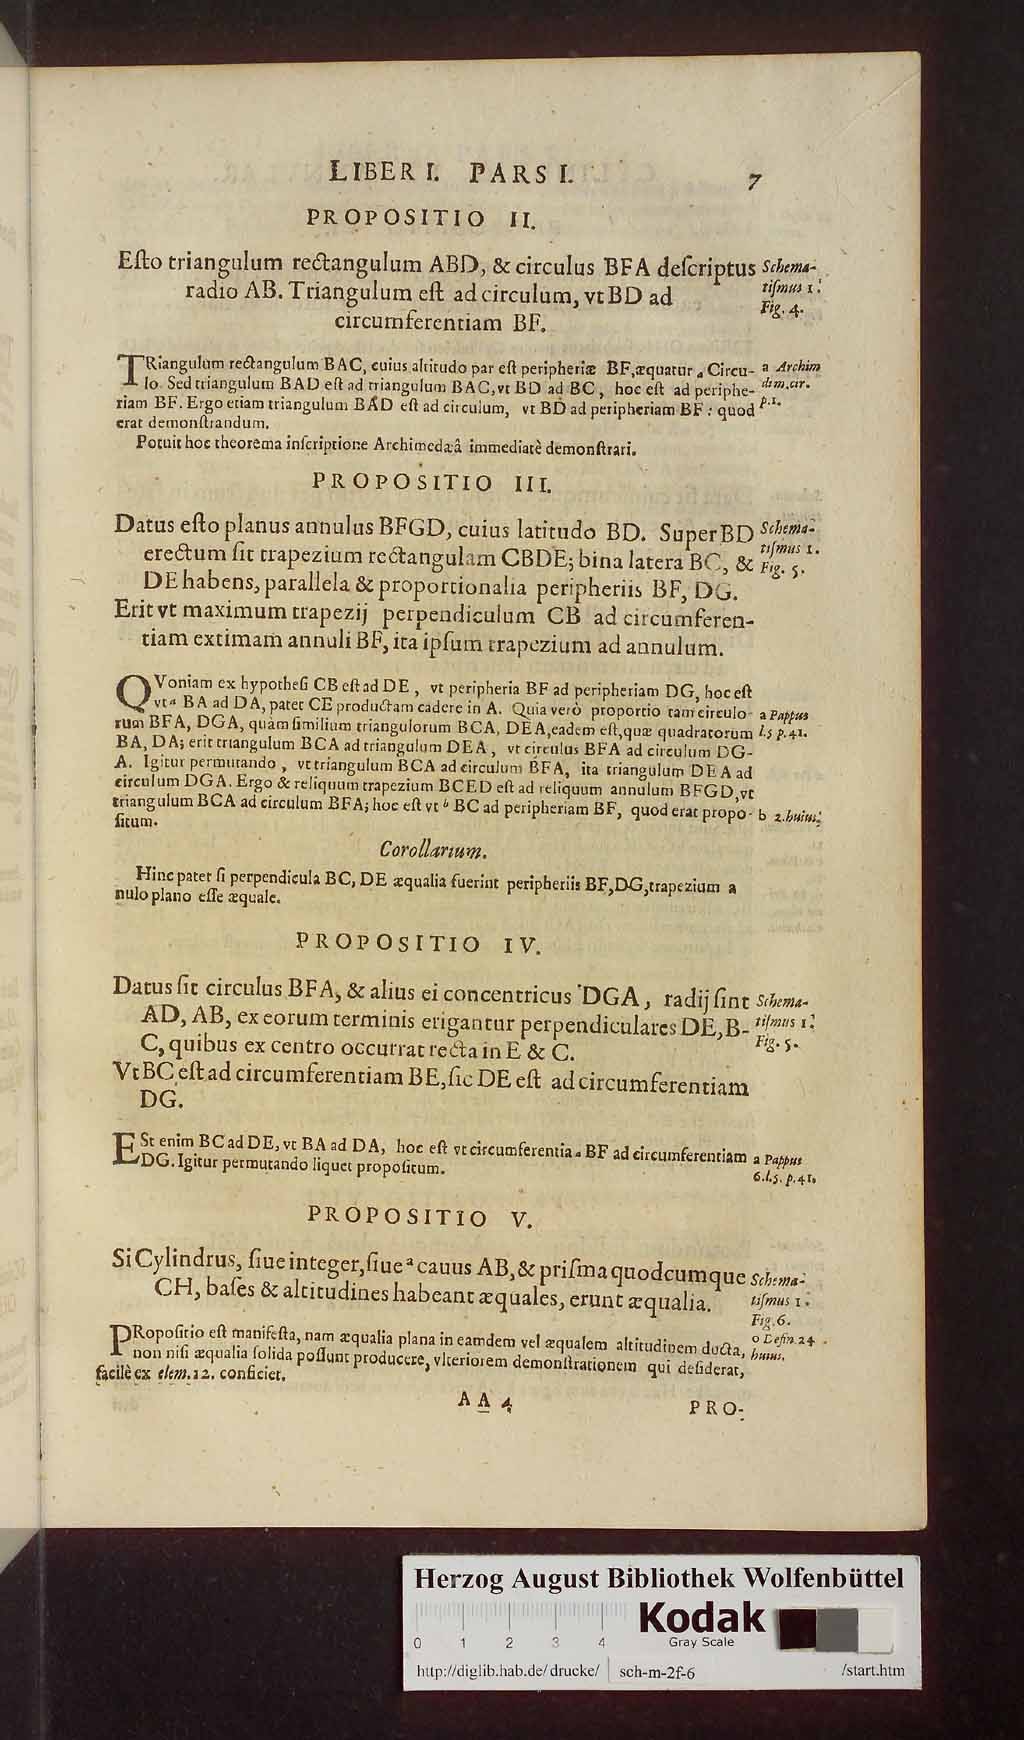 LIBER I. PARS I. 7
PROPOSITIO II.
Eſto triangulum rectangulum ABD, & circulus BFA deſcriptus Schema-
radio AB. Triangulum eſt ad circulum, vt BD ad tiſmus 1.
circumferentiam BF. Fig. 4.
TRiangulum rectangulum BAC, cuius altitudo par eſt peripheriæ BF, æquatur a Circu- a Archim
lo. Sed triangulum BAD eſt ad triangulum BAC, vt BD ad BC, hoc eſt ad periphe- dim.cir.
riam BF. Ergo etiam triangulum BAD eſt ad circulum, vt BD ad peripheriam BF: quod p.1.
erat demonſtrandum.
Potuit hoc theorema inſcriptione Archimedæâ immediatè demonſtrari.
PROPOSITIO III.
Datus eſto planus annulus BFGD, cuius latitudo BD. Super BD Schema-
erectum ſit trapezium rectangulam CBDE; bina latera BC, & tiſmus 1.
DE habens, parallela & proportionalia peripheriis BF, DG. Fig. 5.
Erit vt maximum trapezij perpendiculum CB ad circumferen-
tiam extimam annuli BF, ita ipſum trapezium ad annulum.
QVoniam ex hypotheſi CB eſt ad DE, vt peripheria BF ad peripheriam DG, hoc eſt
vt a BA ad DA, patet CE productam cadere in A. Quia verò proportio tam circulo- a Pappus
rum BFA, DGA, quàm ſimilium triangulorum BCA, DEA, eadem eſt, quæ quadratorum l.5 p.41.
BA, DA; erit triangulum BCA ad triangulum DEA, vt circulus BFA ad circulum DG-
A. Igitur permutando, vt triangulum BCA ad circulum BFA, ita triangulum DEA ad
circulum DGA. Ergo & reliquum trapezium BCED eſt ad reliquum annulum BFGD, vt
triangulum BCA ad circulum BFA; hoc eſt vt b BC ad peripheriam BF, quod erat propo- b 2.huius.
ſitum.
Corollarium.
Hinc patet ſi perpendicula BC, DE æqualia fuerint peripheriis BF, DG, trapezium a
nulo plano eſſe æquale.
PROPOSITIO IV.
Datus ſit circulus BFA, & alius ei concentricus DGA, radij ſint Schema-
AD, AB, ex eorum terminis erigantur perpendiculares DE, B- tiſmus 1.
C, quibus ex centro occurrat recta in E & C. Fig. 5.
Vt BC eſt ad circumferentiam BE, ſic DE eſt ad circumferentiam
DG.
ESt enim BC ad DE, vt BA ad DA, hoc eſt vt circumferentia a BF ad circumferentiam a Pappus
DG. Igitur permutando liquet propoſitum. 6.l.5. p.41.
PROPOSITIO V.
Si Cylindrus, ſiue integer, ſiue a cauus AB, & priſma quodcumque Schema-
CH, baſes & altitudines habeant æquales, erunt æqualia. tiſmus 1.
Fig. 6.
PRopoſitio eſt manifeſta, nam æqualia plana in eamdem vel æqualem altitudinem ducta, o Defin.24
non niſi æqualia ſolida poſſunt producere, vlteriorem demonſtrationem qui deſiderat, huius.
facilè ex elem.12. conficiet.
AA 4 PRO-
Herzog August Bibliothek Wolfenbüttel
Kodak
Gray Scale
0 1 2 3 4
http://diglib.hab.de/drucke/ sch-m-2f-6 /start.htm